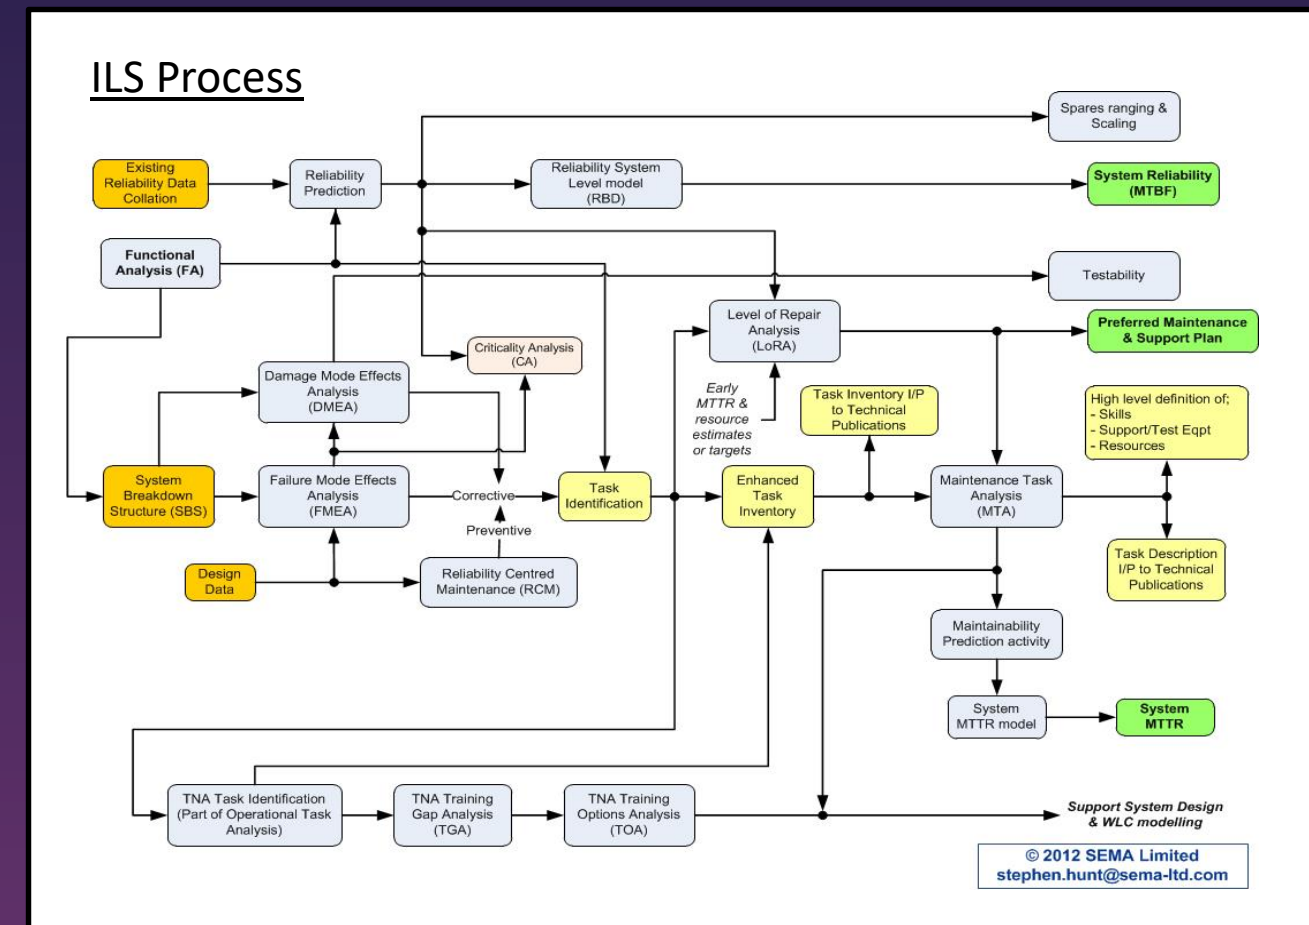 ILS Process
Spares ranging &
Scaling
Existing
Reliability Data
Collation
Reliability
Prediction
Reliability System
Level model
(RBD)
System Reliability
(MTBF)
Functional
Analysis (FA)
Testability
Level of Repair
Analysis
(LoRA)
Preferred Maintenance
& Support Plan
Criticality Analysis
(CA)
Damage Mode Effects
Analysis
(DMEA)
Early
MTTR &
resource
estimates
or targets
Task Inventory I/P
to Technical
Publications
High level definition of;
- Skills
- Support/Test Eqpt
- Resources
System
Breakdown
Structure (SBS)
Failure Mode Effects
Analysis
(FMEA)
Corrective
Preventive
Task
Identification
Enhanced
Task
Inventory
Maintenance Task
Analysis
(MTA)
Design
Data
Reliability Centred
Maintenance (RCM)
Task Description
I/P to Technical
Publications
Maintainability
Prediction activity
System
MTTR model
System
MTTR
TNA Task Identification
(Part of Operational Task
Analysis)
TNA Training
Gap Analysis
(TGA)
TNA Training
Options Analysis
(TOA)
Support System Design
& WLC modelling
© 2012 SEMA Limited
stephen.hunt@sema-ltd.com